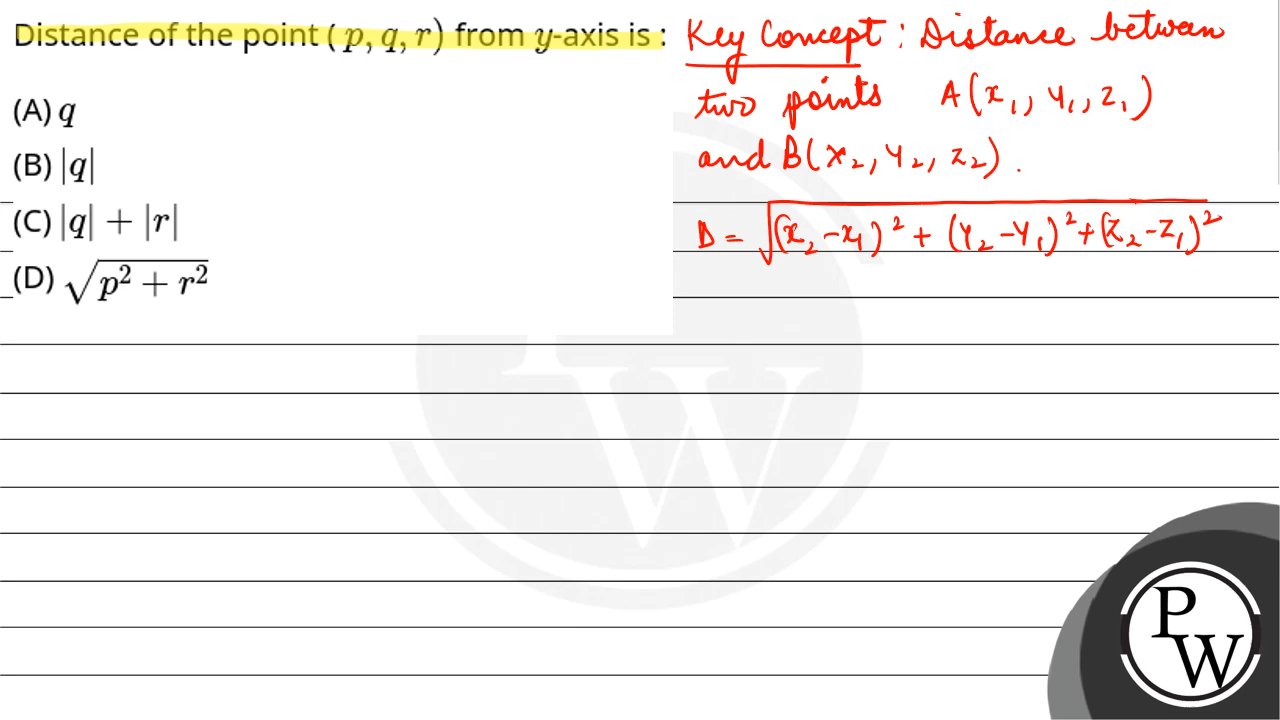 Distance of the point ( p, q, r) from y-axis is :
(A) q
(B) |q|
(C) |q| + |r|
(D) √(p² + r²)
Key Concept : Distance between
two points A(x₁, y₁, z₁)
and B(x₂, y₂, z₂).
D = √((x₂-x₁)² + (y₂-y₁)² + (z₂-z₁)²
W
P
W